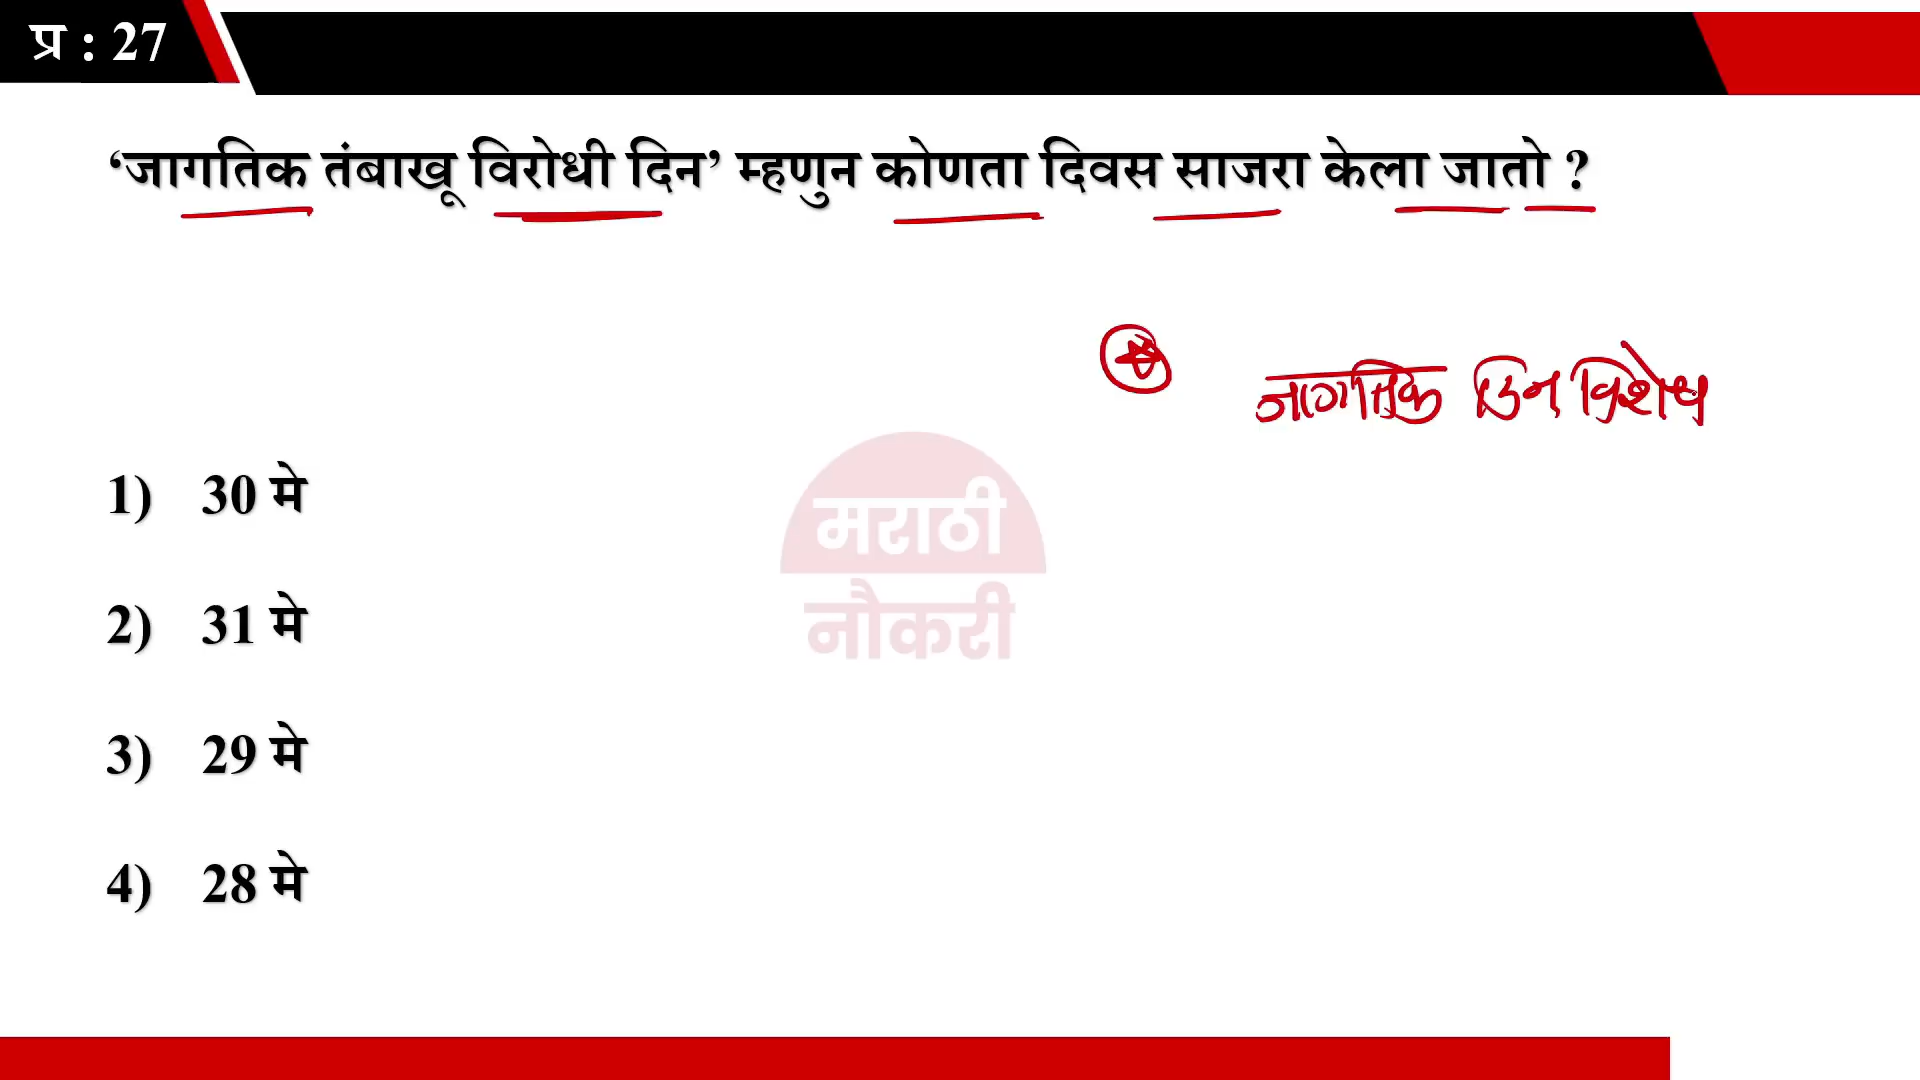 प्र : 27
‘जागतिक तंबाखू विरोधी दिन’ म्हणुन कोणता दिवस साजरा केला जातो ?
जागतिक दिन विशेष
1) 30 मे
मराठी
2) 31 मे
नौकरी
3) 29 मे
4) 28 मे